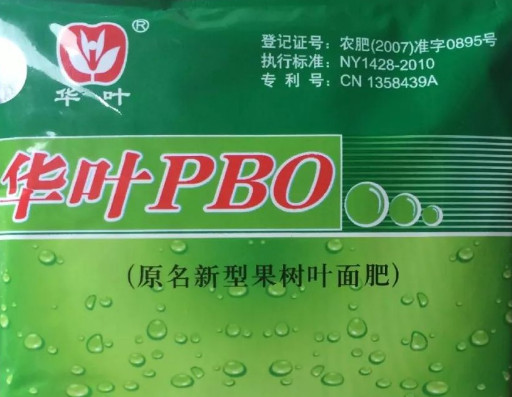 ®
华叶
登记证号：农肥(2007)准字0895号
执行标准：NY1428-2010
专利号：CN 1358439A
华叶PBO
(原名新型果树叶面肥)